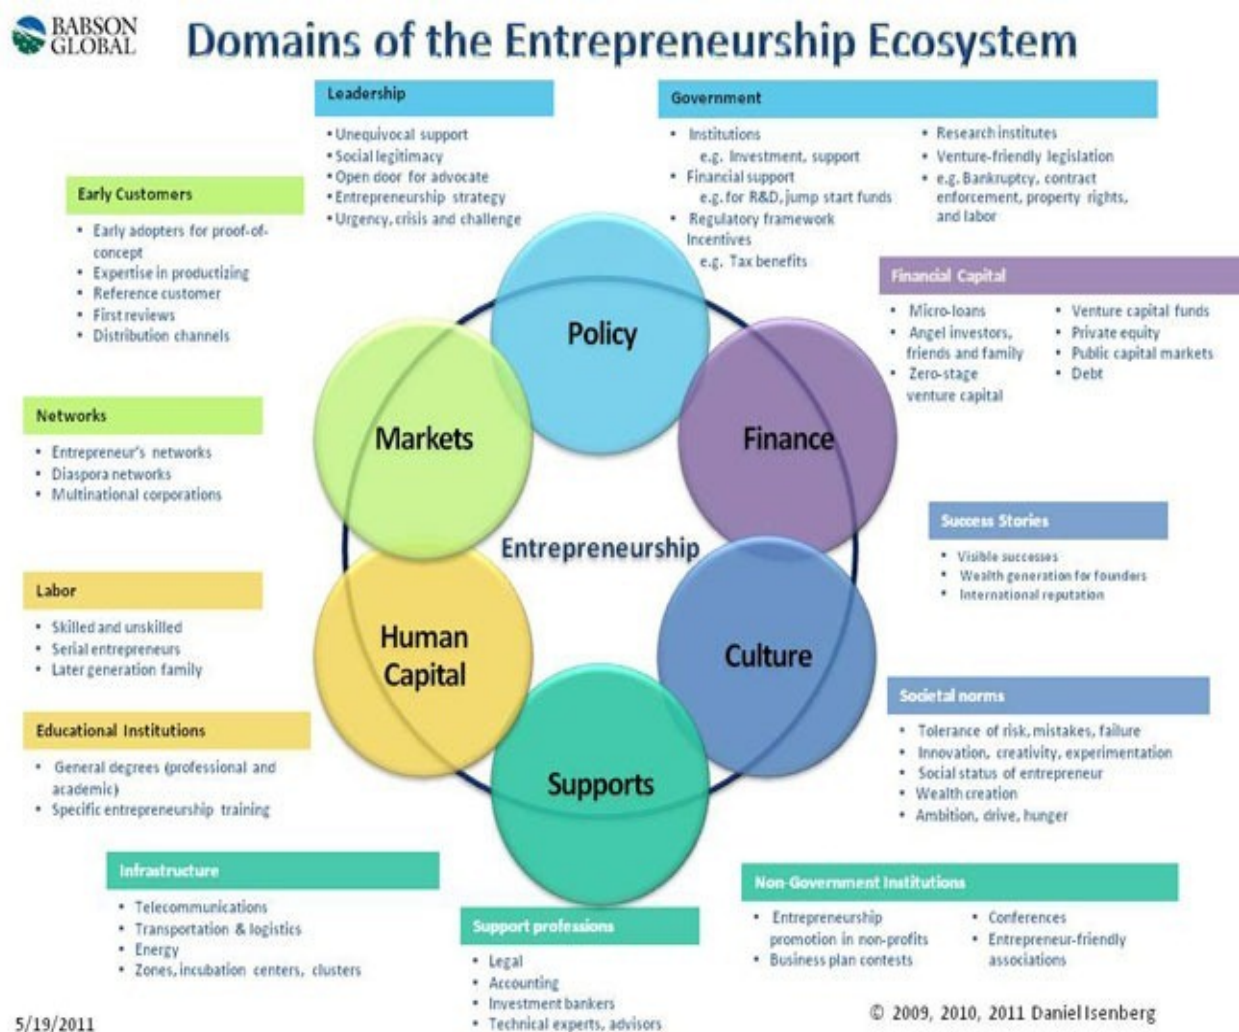 BABSON
GLOBAL
Domains of the Entrepreneurship Ecosystem
Leadership
• Unequivocal support
• Social legitimacy
• Open door for advocate
• Entrepreneurship strategy
• Urgency, crisis and challenge
Government
• Institutions
e.g. Investment, support
• Financial support
e.g. for R&D, jump start funds
• Regulatory framework
Incentives
e.g. Tax benefits
• Research institutes
• Venture-friendly legislation
• e.g. Bankruptcy, contract
enforcement, property rights,
and labor
Early Customers
• Early adopters for proof-of-
concept
• Expertise in productizing
• Reference customer
• First reviews
• Distribution channels
Financial Capital
• Micro-loans
• Angel investors,
friends and family
• Zero-stage
venture capital
• Venture capital funds
• Private equity
• Public capital markets
• Debt
Policy
Markets
Finance
Networks
• Entrepreneur's networks
• Diaspora networks
• Multinational corporations
Entrepreneurship
Success Stories
• Visible successes
• Wealth generation for founders
• International reputation
Labor
• Skilled and unskilled
• Serial entrepreneurs
• Later generation family
Human
Capital
Culture
Societal norms
• Tolerance of risk, mistakes, failure
• Innovation, creativity, experimentation
• Social status of entrepreneur
• Wealth creation
• Ambition, drive, hunger
Educational Institutions
• General degrees (professional and
academic)
• Specific entrepreneurship training
Supports
Infrastructure
• Telecommunications
• Transportation & logistics
• Energy
• Zones, incubation centers, clusters
Support professions
• Legal
• Accounting
• Investment bankers
• Technical experts, advisors
Non-Government Institutions
• Entrepreneurship
promotion in non-profits
• Business plan contests
• Conferences
• Entrepreneur-friendly
associations
5/19/2011
© 2009, 2010, 2011 Daniel Isenberg